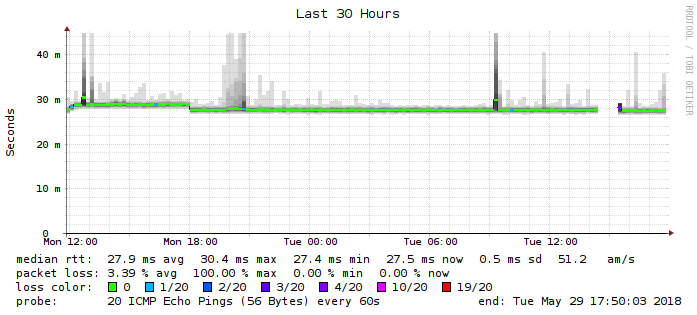 Last 30 Hours
RRDTOOL / TOBI OETIKER
Seconds
40 m
30 m
20 m
10 m
0
Mon 12:00 Mon 18:00 Tue 00:00 Tue 06:00 Tue 12:00
median rtt: 27.9 ms avg 30.4 ms max 27.4 ms min 27.5 ms now 0.5 ms sd 51.2 am/s
packet loss: 3.39 % avg 100.00 % max 0.00 % min 0.00 % now
loss color: 0 1/20 2/20 3/20 4/20 10/20 19/20
probe: 20 ICMP Echo Pings (56 Bytes) every 60s end: Tue May 29 17:50:03 2018